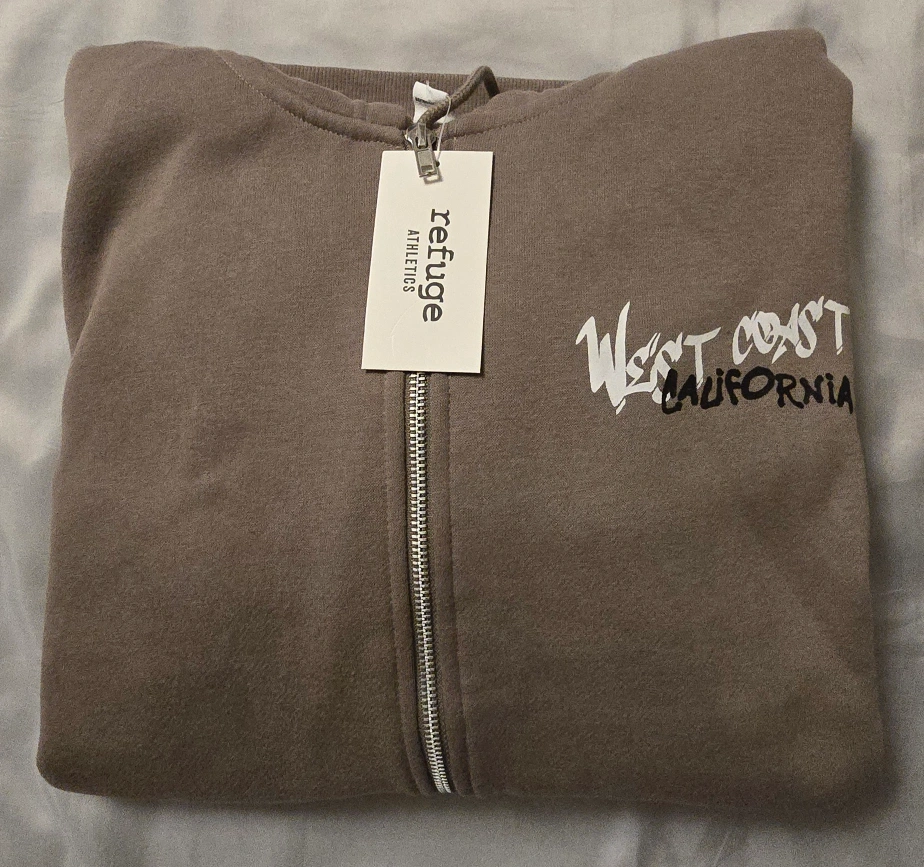 refuge
ATHLETICS
WEST COAST
CALiFORNiA